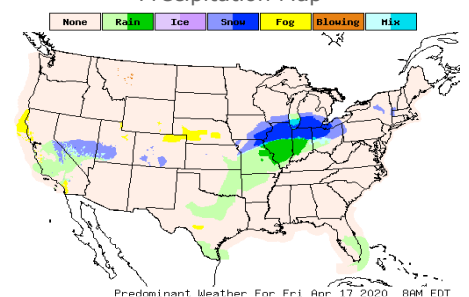 Precipitation Map
None Rain Ice Snow Fog Blowing Mix
Predominant Weather For Fri Apr 17 2020 8AM EDT